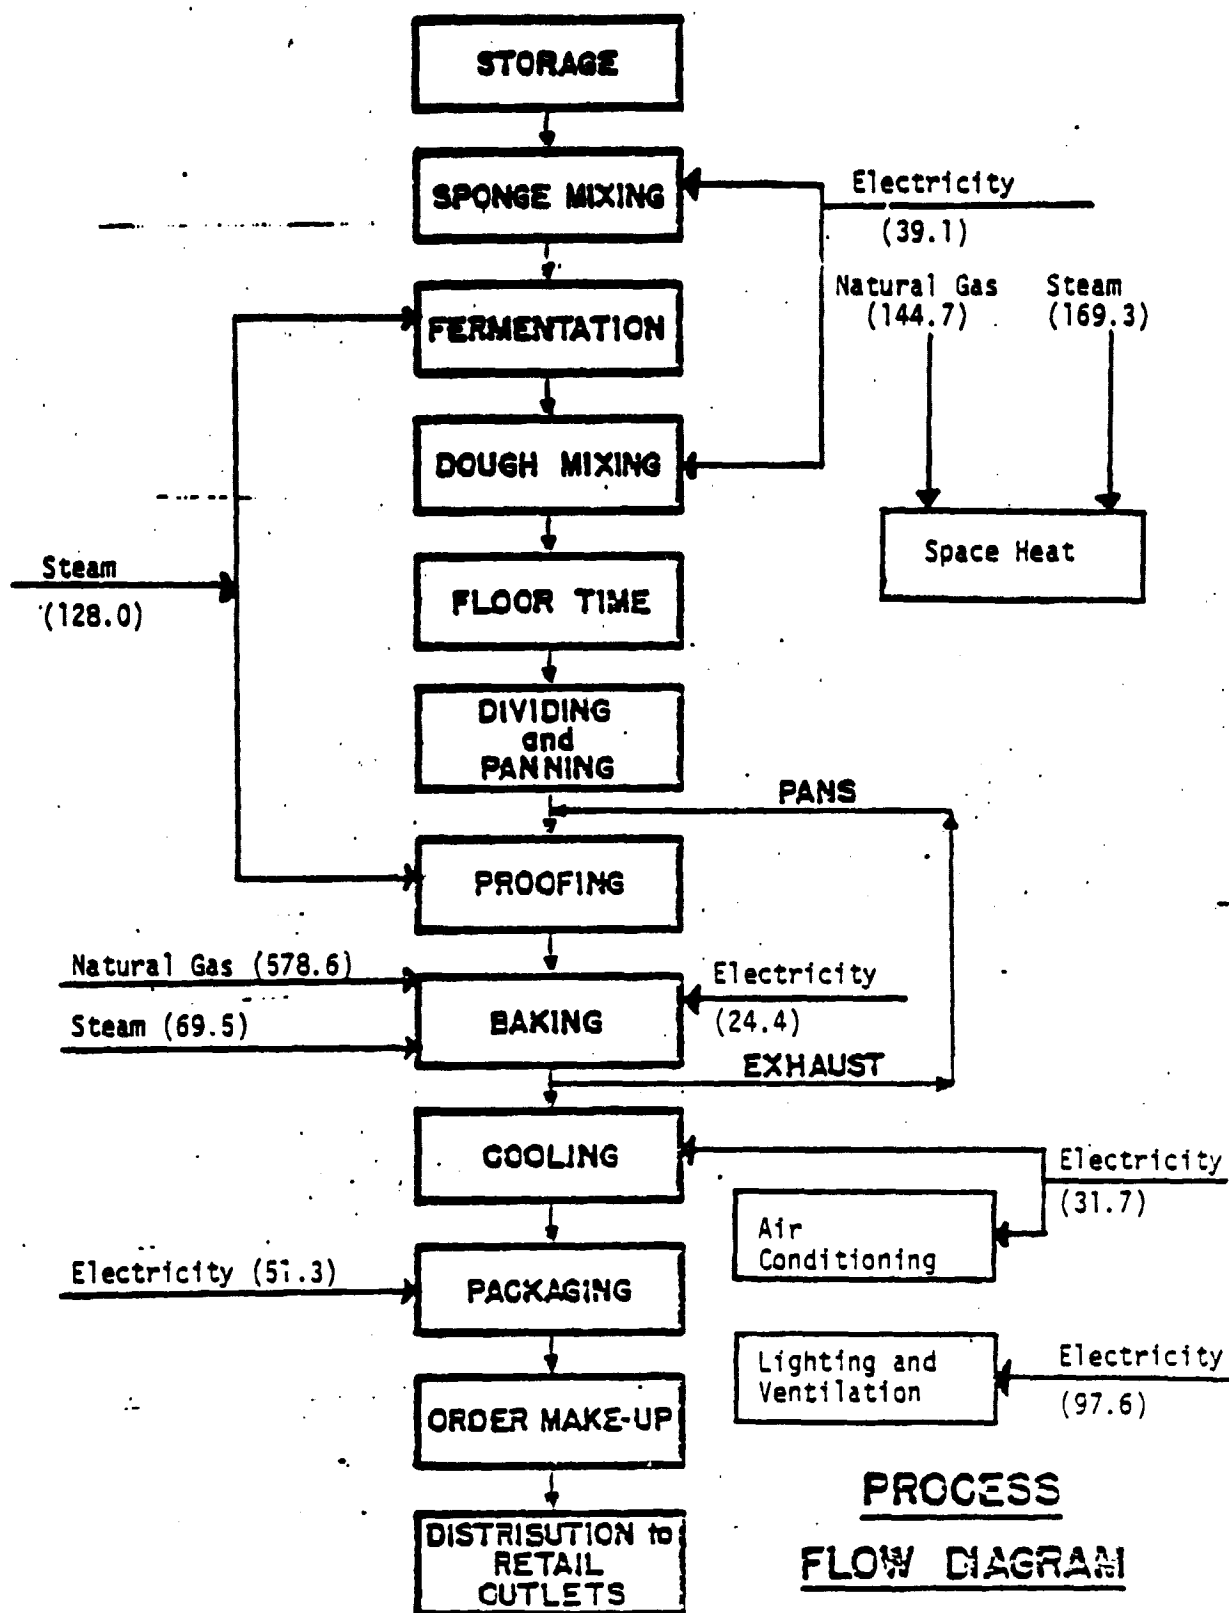 STORAGE
SPONGE MIXING
Electricity
(39.1)
Natural Gas
(144.7)
Steam
(169.3)
FERMENTATION
DOUGH MIXING
Space Heat
Steam
(128.0)
FLOOR TIME
DIVIDING
and
PANNING
PANS
PROOFING
Natural Gas (578.6)
Steam (69.5)
BAKING
Electricity
(24.4)
EXHAUST
COOLING
Electricity
(31.7)
Air
Conditioning
Electricity (51.3)
PACKAGING
Lighting and
Ventilation
Electricity
(97.6)
ORDER MAKE-UP
DISTRIBUTION to
RETAIL
OUTLETS
PROCESS
FLOW DIAGRAM